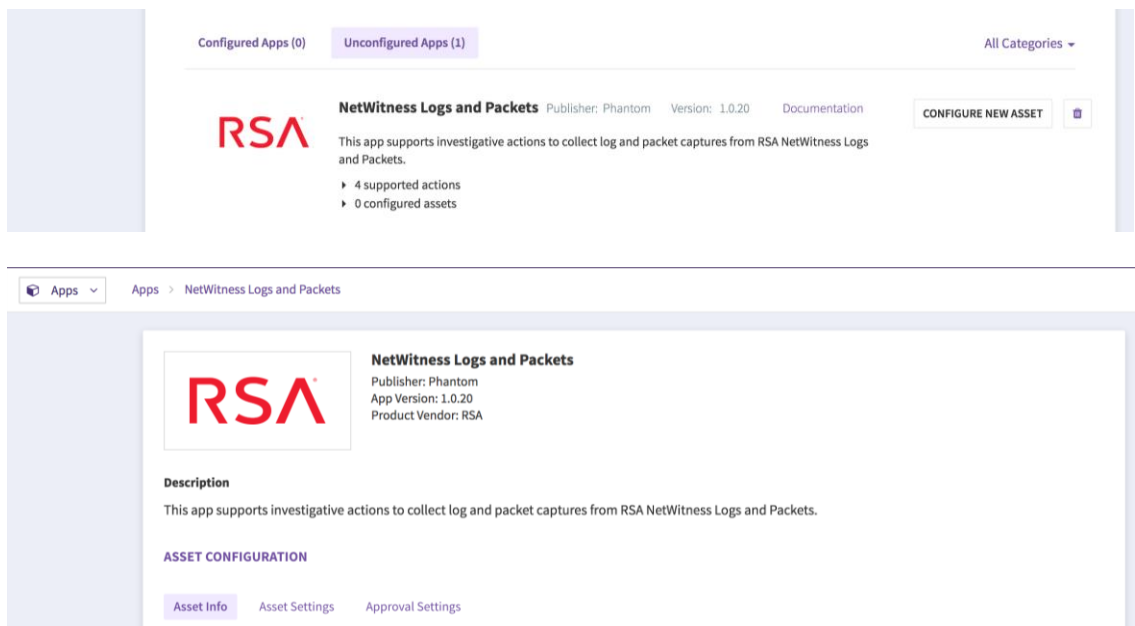 Configured Apps (0) Unconfigured Apps (1) All Categories
RSA
NetWitness Logs and Packets Publisher: Phantom Version: 1.0.20 Documentation CONFIGURE NEW ASSET
This app supports investigative actions to collect log and packet captures from RSA NetWitness Logs
and Packets.
4 supported actions
0 configured assets
Apps Apps > NetWitness Logs and Packets
RSA
NetWitness Logs and Packets
Publisher: Phantom
App Version: 1.0.20
Product Vendor: RSA
Description
This app supports investigative actions to collect log and packet captures from RSA NetWitness Logs and Packets.
ASSET CONFIGURATION
Asset Info Asset Settings Approval Settings